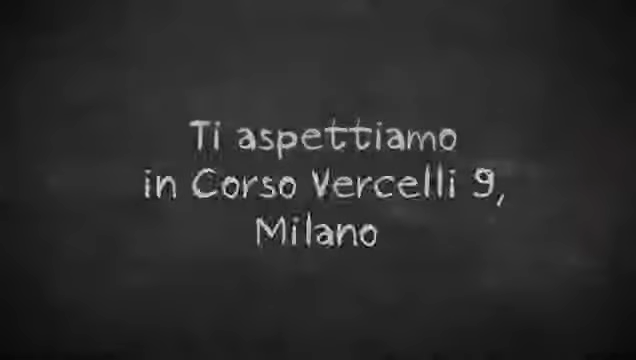 Ti aspettiamo
in Corso Vercelli 9,
Milano